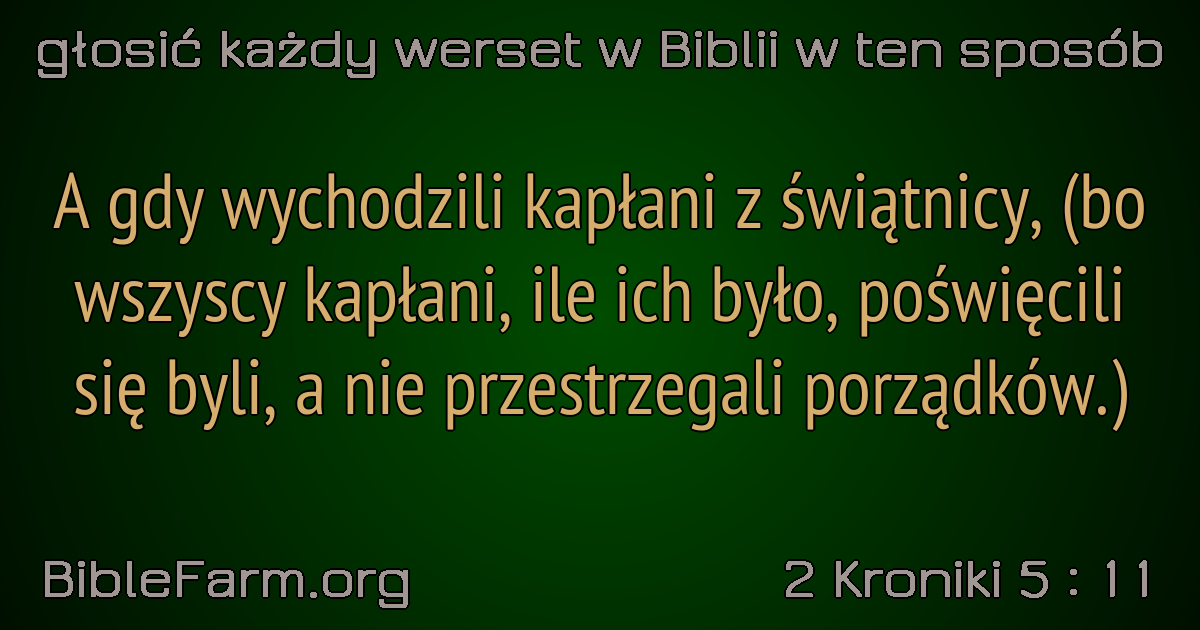 głosić każdy werset w Biblii w ten sposób
A gdy wychodzili kapłani z świątnicy, (bo
wszyscy kapłani, ile ich było, poświęcili
się byli, a nie przestrzegali porządków.)
BibleFarm.org
2 Kroniki 5 : 11